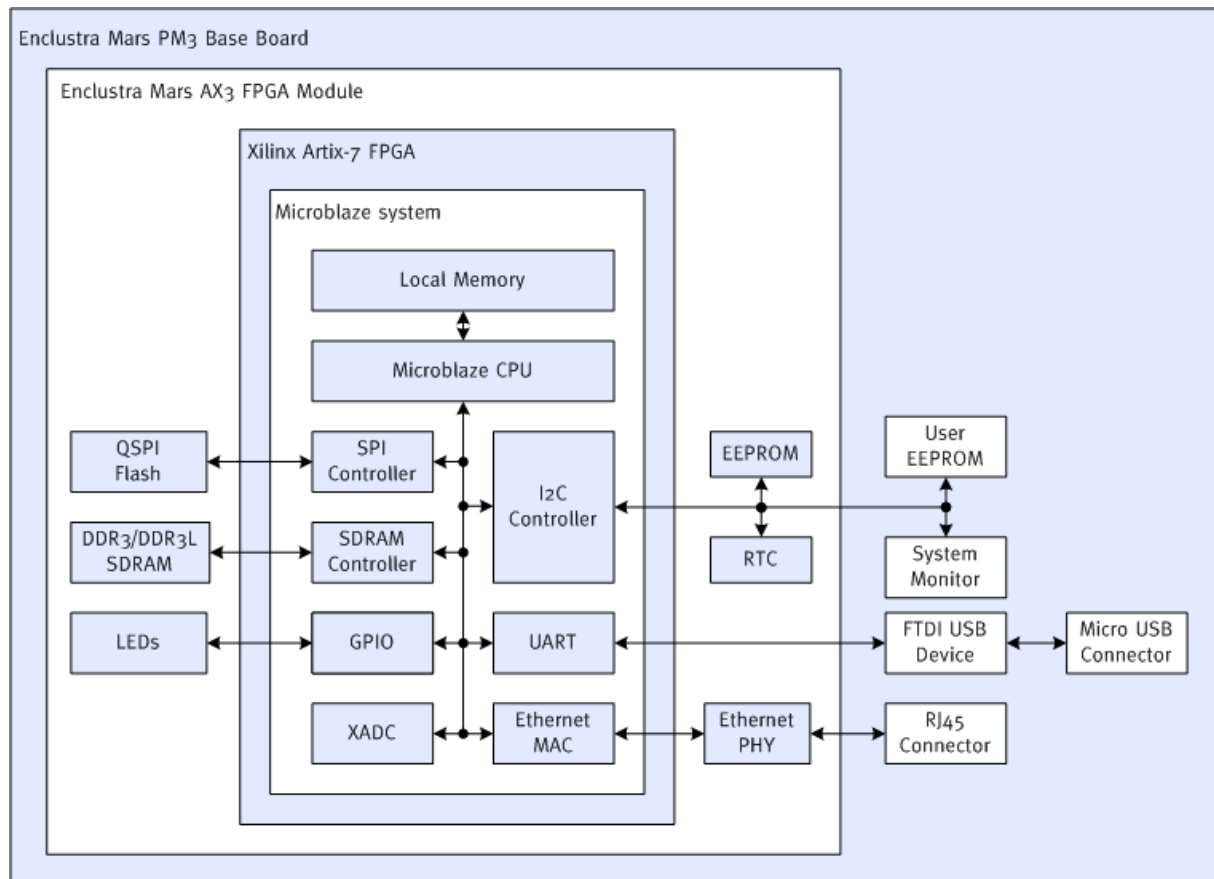 Enclustra Mars PM3 Base Board
Enclustra Mars AX3 FPGA Module
Xilinx Artix-7 FPGA
Microblaze system
Local Memory
Microblaze CPU
QSPI
Flash
SPI
Controller
I2C
Controller
EEPROM
User
EEPROM
DDR3/DDR3L
SDRAM
SDRAM
Controller
RTC
System
Monitor
LEDs
GPIO
UART
FTDI USB
Device
Micro USB
Connector
XADC
Ethernet
MAC
Ethernet
PHY
RJ45
Connector